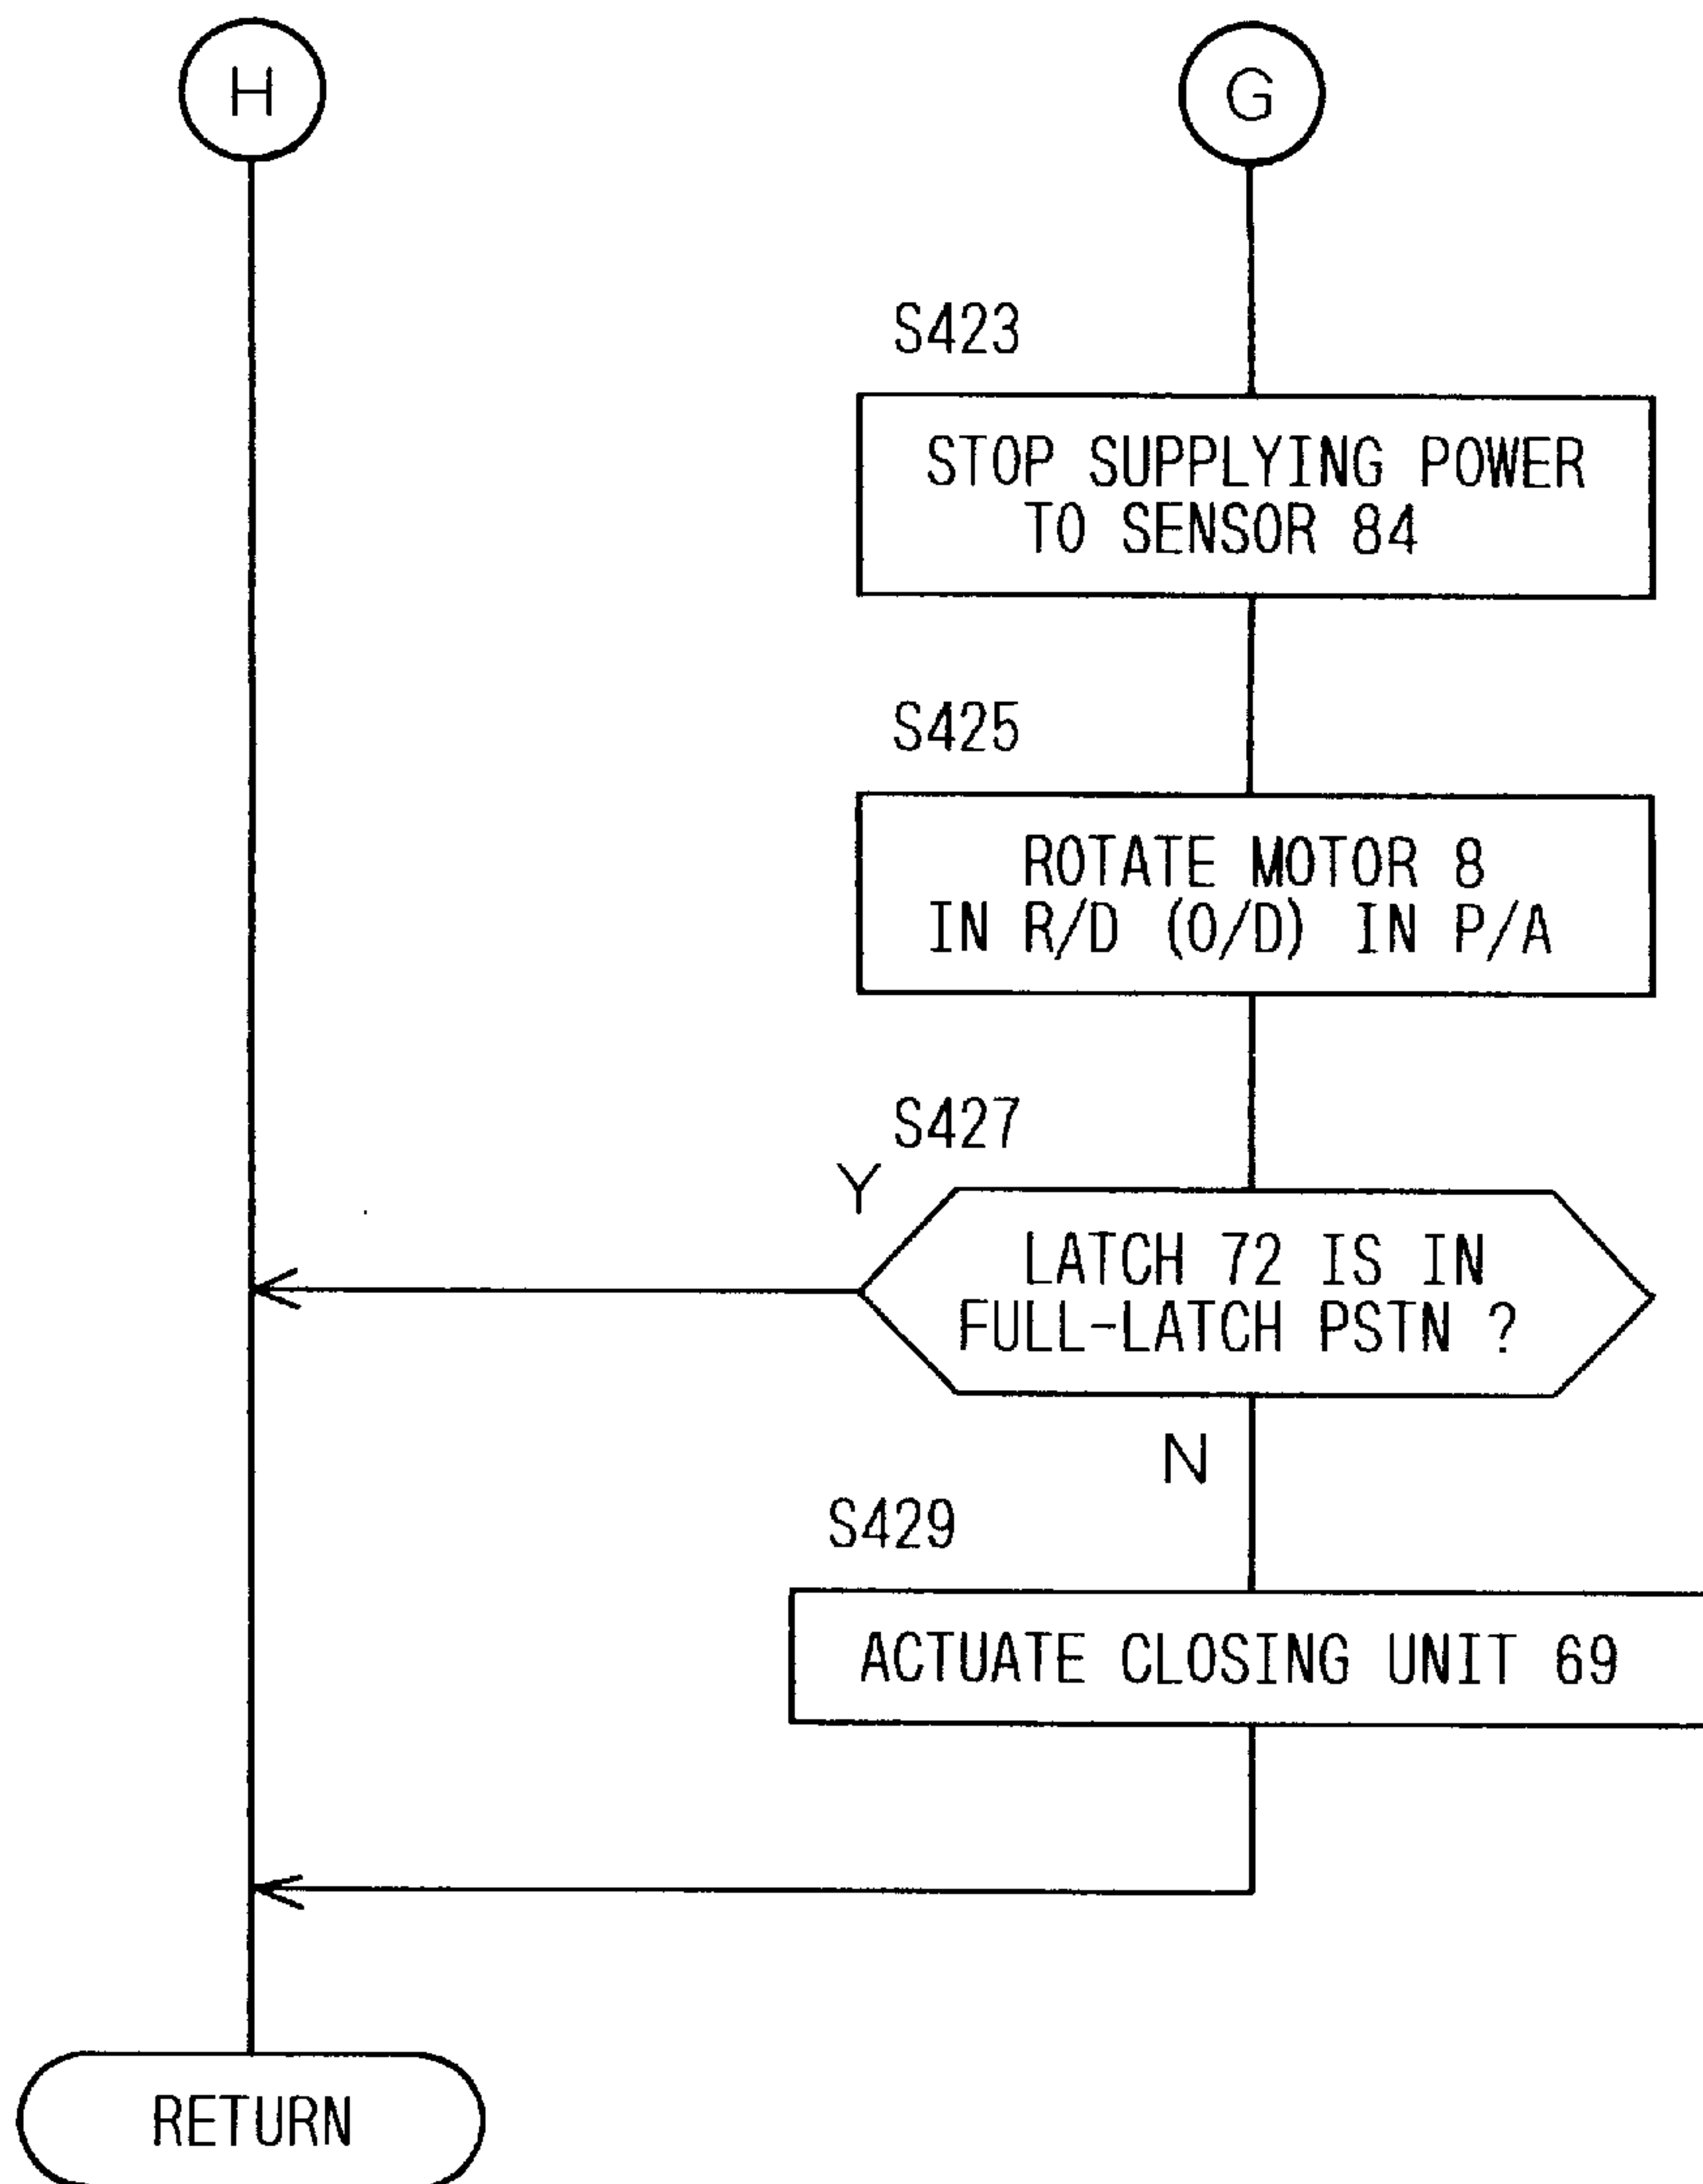 H
G
S423
STOP SUPPLYING POWER
TO SENSOR 84
S425
ROTATE MOTOR 8
IN R/D (O/D) IN P/A
S427
Y
LATCH 72 IS IN
FULL-LATCH PSTN ?
N
S429
ACTUATE CLOSING UNIT 69
RETURN